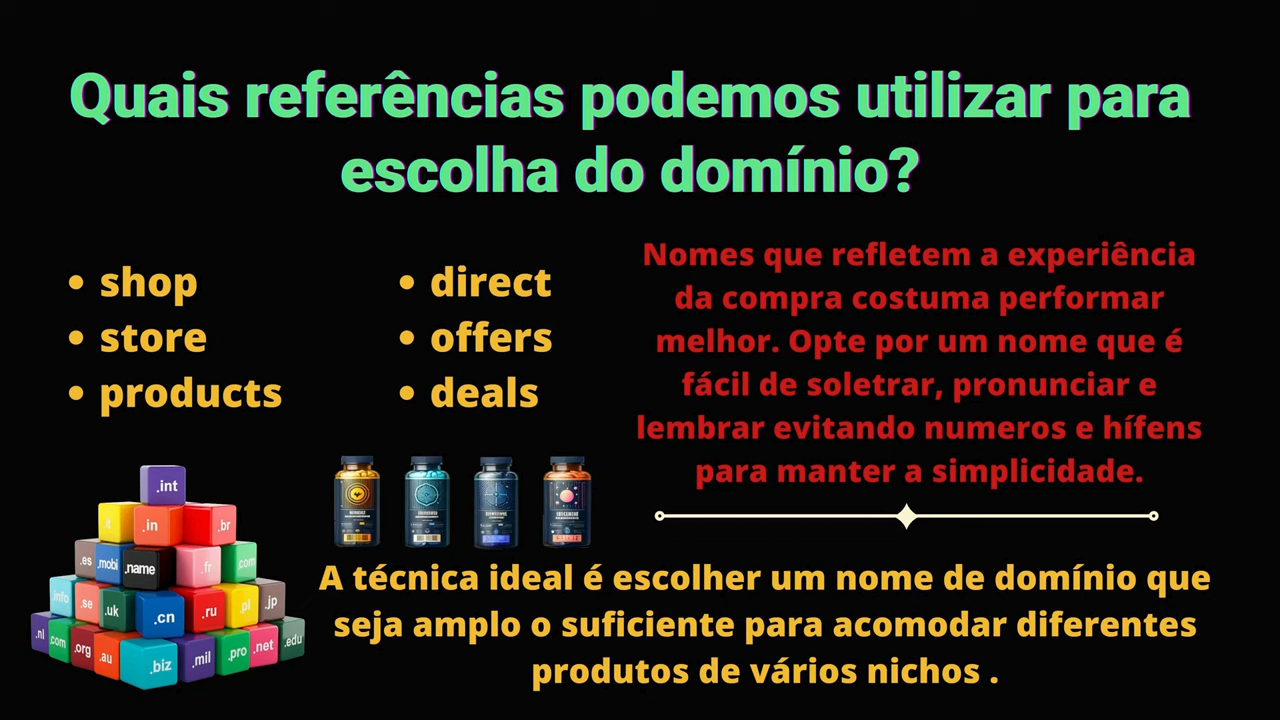 Quais referências podemos utilizar para
escolha do domínio?
• shop
• store
• products
• direct
• offers
• deals
Nomes que refletem a experiência
da compra costuma performar
melhor. Opte por um nome que é
fácil de soletrar, pronunciar e
lembrar evitando numeros e hífens
para manter a simplicidade.
.int
.in
.br
.es
.mobi
.name
.fr
.com
.info
.se
.uk
.cn
.ru
.pl
.jp
.nl
.com
.org
.au
.biz
.mil
.pro
.net
.edu
A técnica ideal é escolher um nome de domínio que
seja amplo o suficiente para acomodar diferentes
produtos de vários nichos .